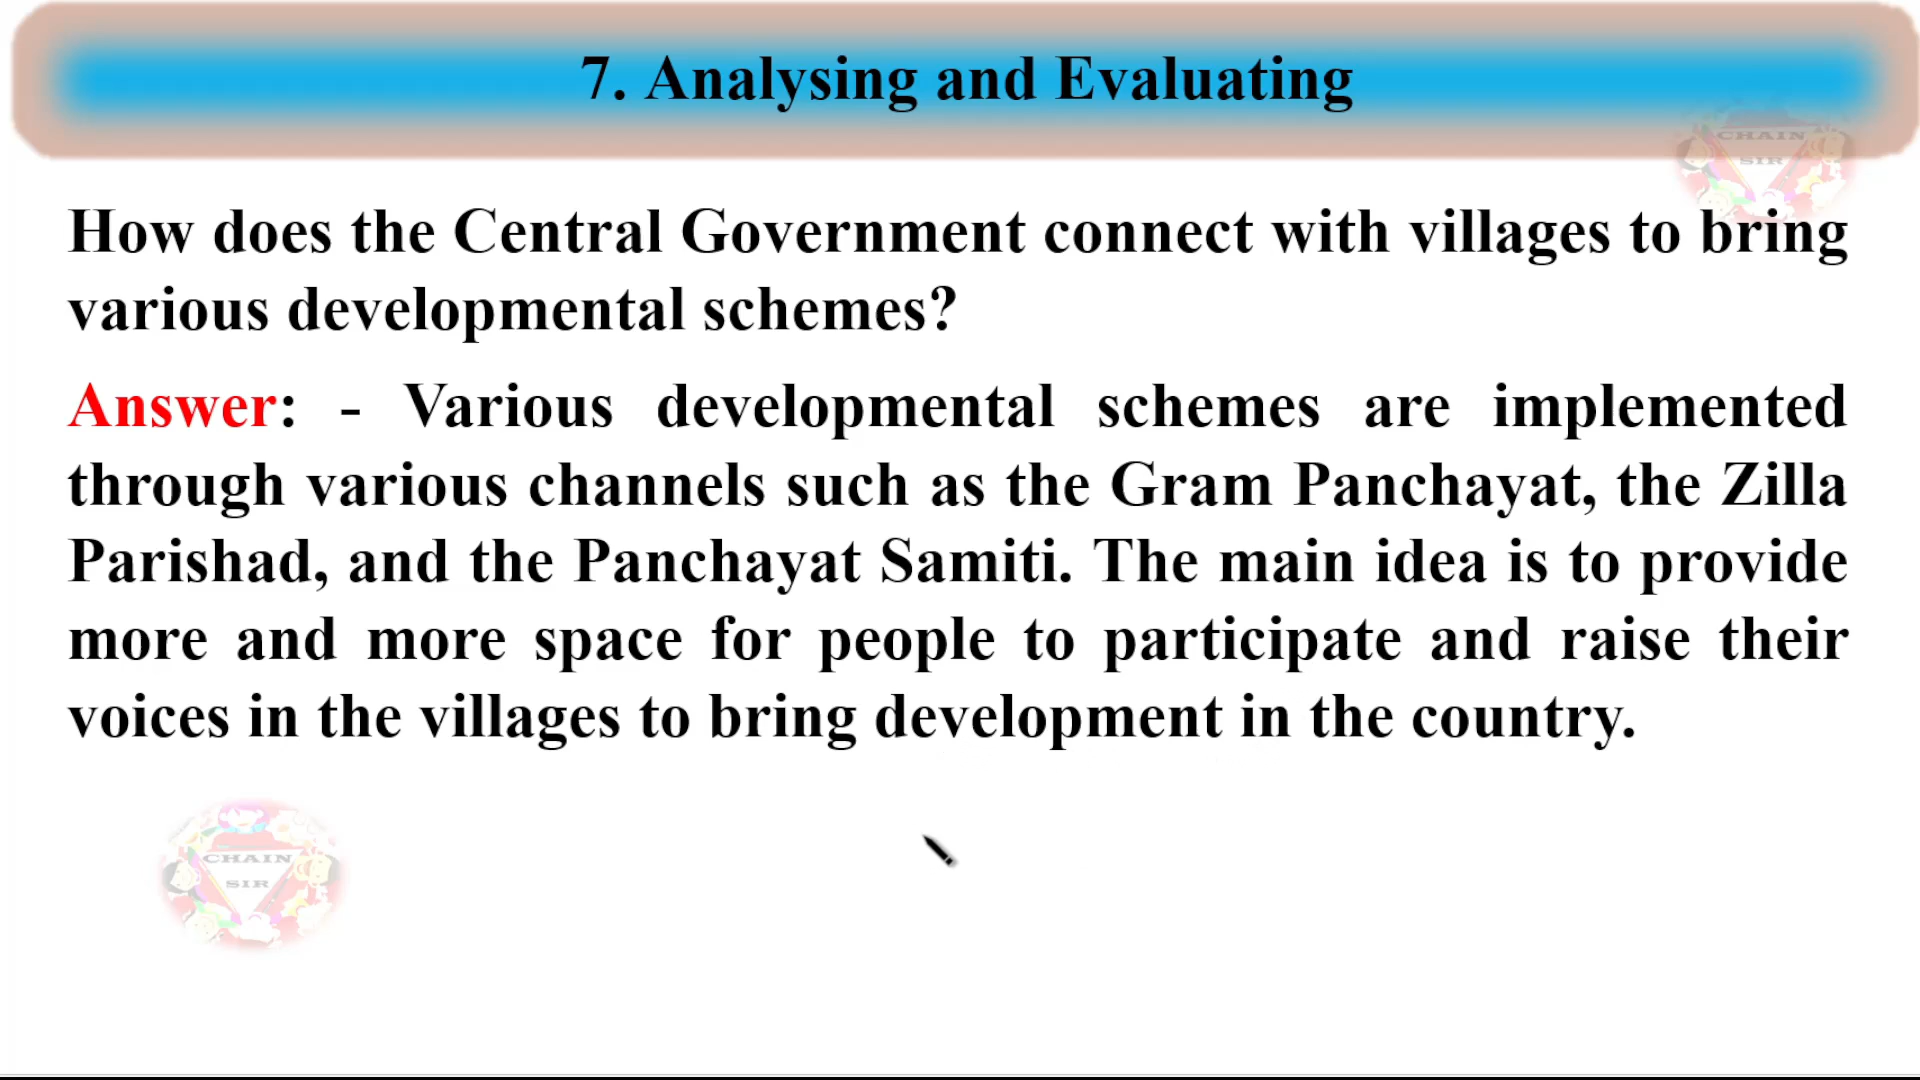 7. Analysing and Evaluating
CHAIN
SIR
How does the Central Government connect with villages to bring
various developmental schemes?
Answer: - Various developmental schemes are implemented
through various channels such as the Gram Panchayat, the Zilla
Parishad, and the Panchayat Samiti. The main idea is to provide
more and more space for people to participate and raise their
voices in the villages to bring development in the country.
CHAIN
SIR